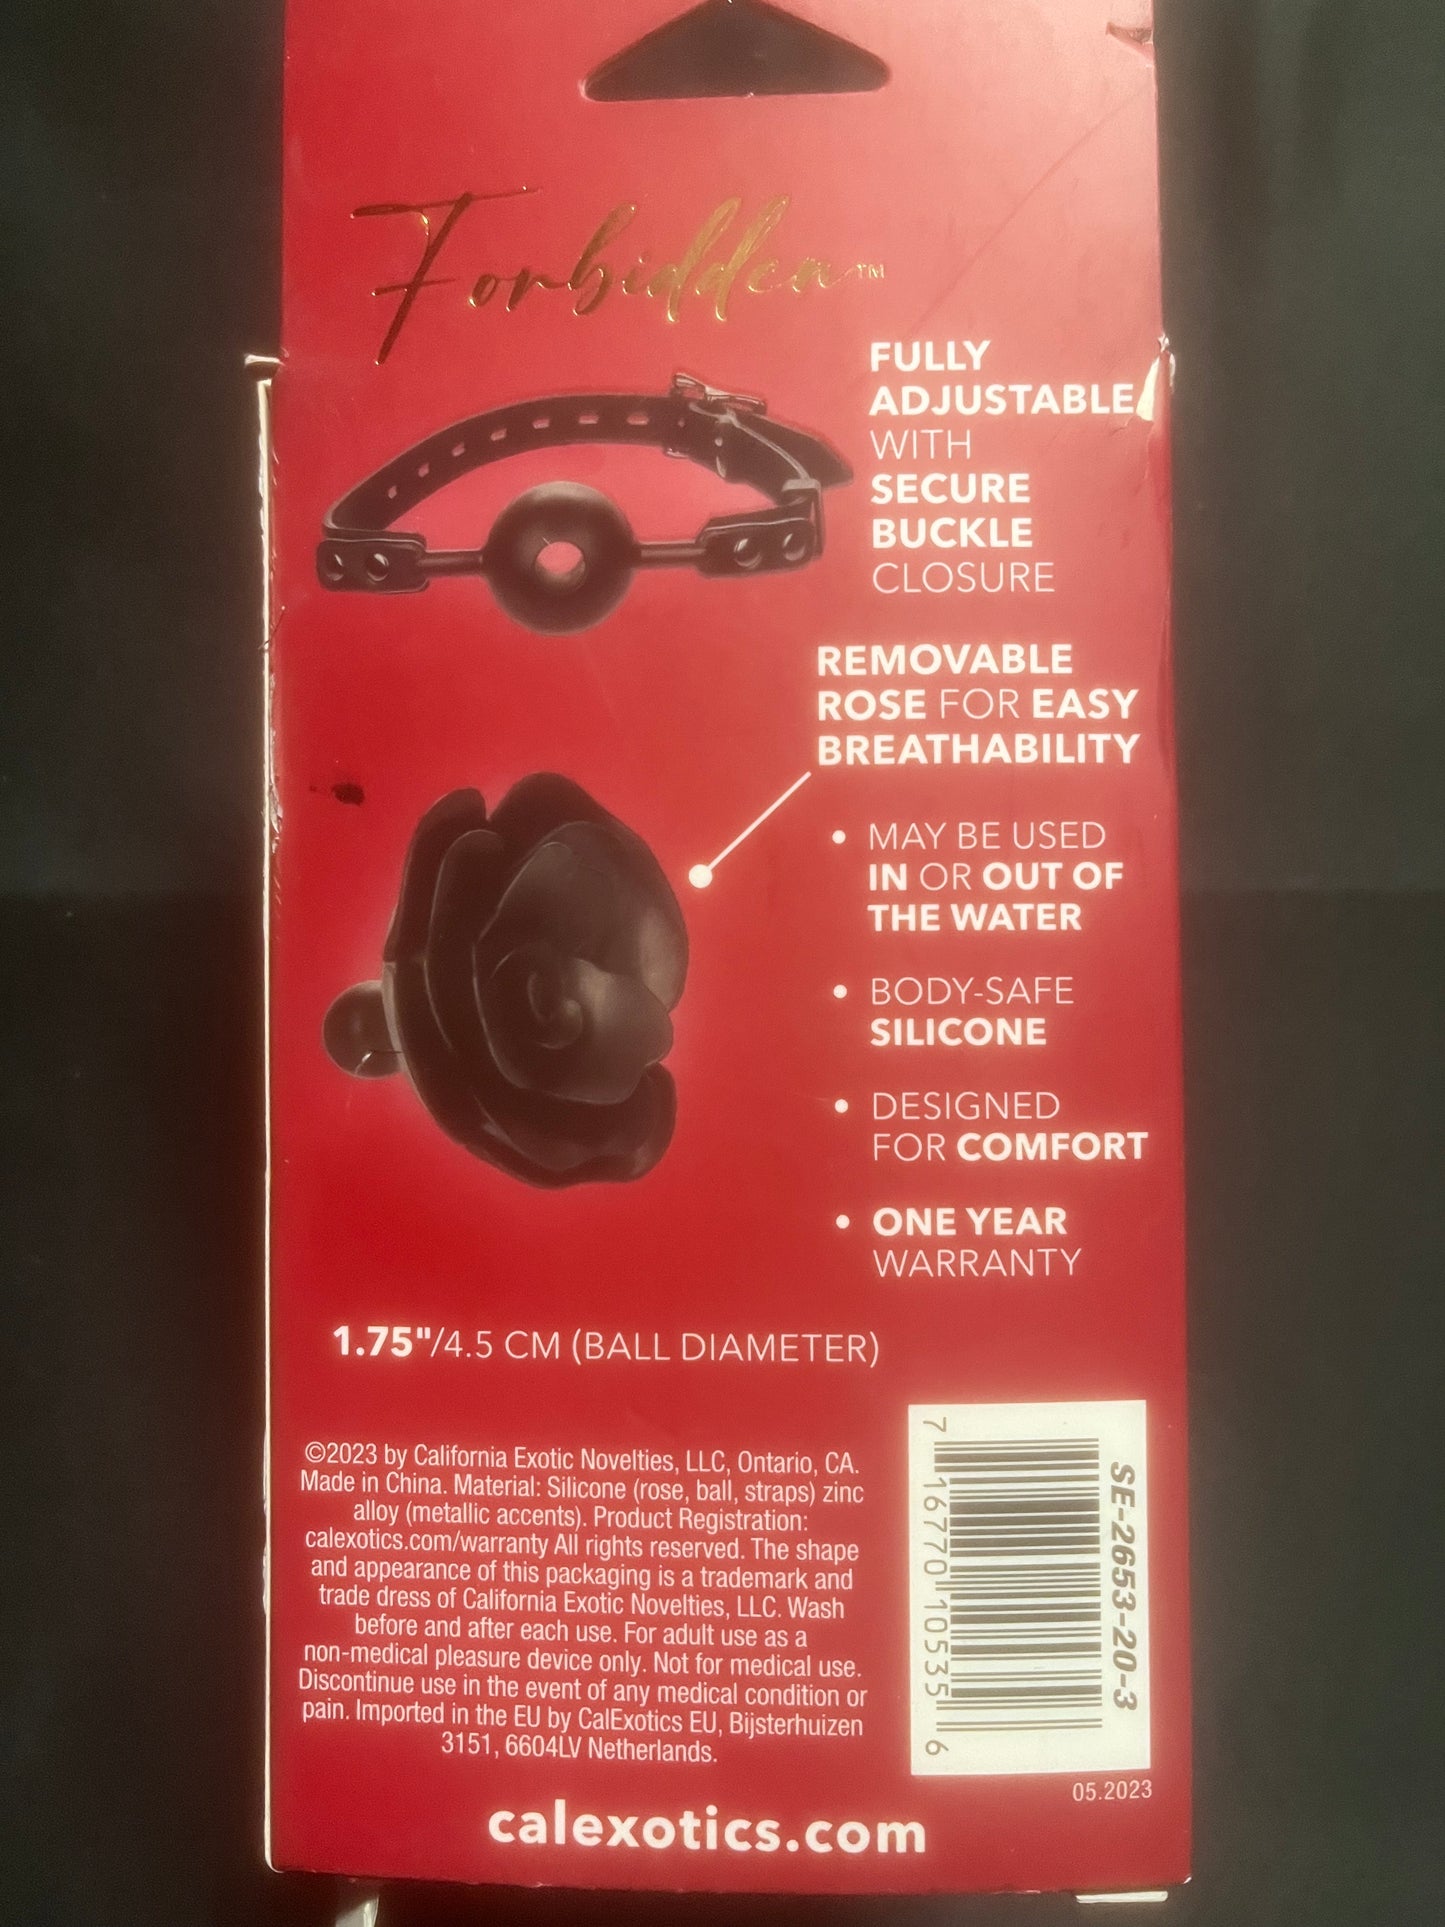 Forbidden™
FULLY
ADJUSTABLE
WITH
SECURE
BUCKLE
CLOSURE
REMOVABLE
ROSE FOR EASY
BREATHABILITY
• MAY BE USED
IN OR OUT OF
THE WATER
• BODY-SAFE
SILICONE
• DESIGNED
FOR COMFORT
• ONE YEAR
WARRANTY
1.75"/4.5 CM (BALL DIAMETER)
©2023 by California Exotic Novelties, LLC, Ontario, CA.
Made in China. Material: Silicone (rose, ball, straps) zinc
alloy (metallic accents). Product Registration:
calexotics.com/warranty All rights reserved. The shape
and appearance of this packaging is a trademark and
trade dress of California Exotic Novelties, LLC. Wash
before and after each use. For adult use as a
non-medical pleasure device only. Not for medical use.
Discontinue use in the event of any medical condition or
pain. Imported in the EU by CalExotics EU, Bijsterhuizen
3151, 6604LV Netherlands.
SE-2653-20-3
7 16770 10535 6
05.2023
calexotics.com